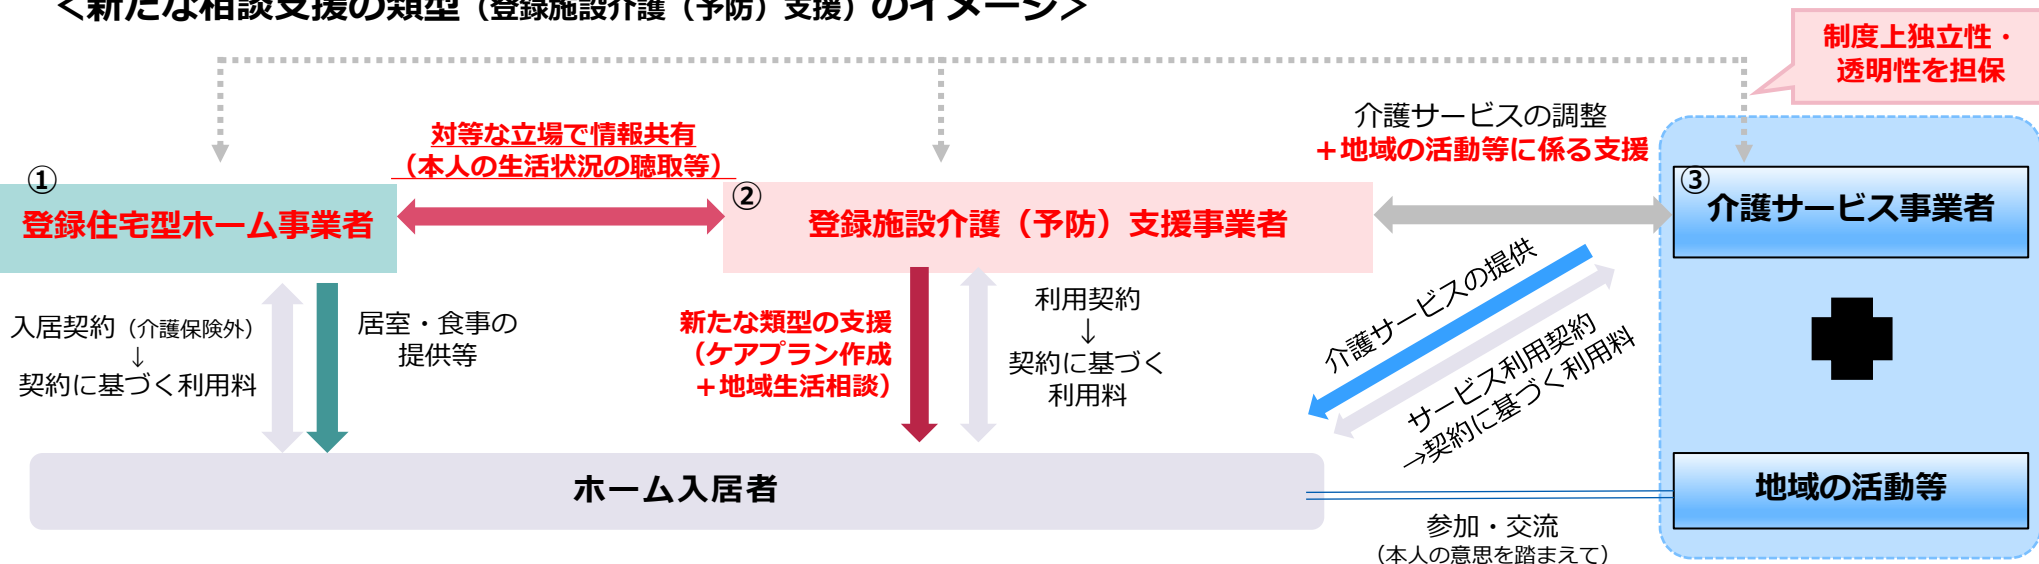 ＜新たな相談支援の類型（登録施設介護（予防）支援）のイメージ＞
制度上独立性・
透明性を担保
対等な立場で情報共有
（本人の生活状況の聴取等）
介護サービスの調整
＋地域の活動等に係る支援
①
登録住宅型ホーム事業者
②
登録施設介護（予防）支援事業者
③
介護サービス事業者
入居契約（介護保険外）
↓
契約に基づく利用料
居室・食事の
提供等
新たな類型の支援
（ケアプラン作成
＋地域生活相談）
利用契約
↓
契約に基づく
利用料
介護サービスの提供
サービス利用契約
→契約に基づく利用料
ホーム入居者
地域の活動等
参加・交流
（本人の意思を踏まえて）